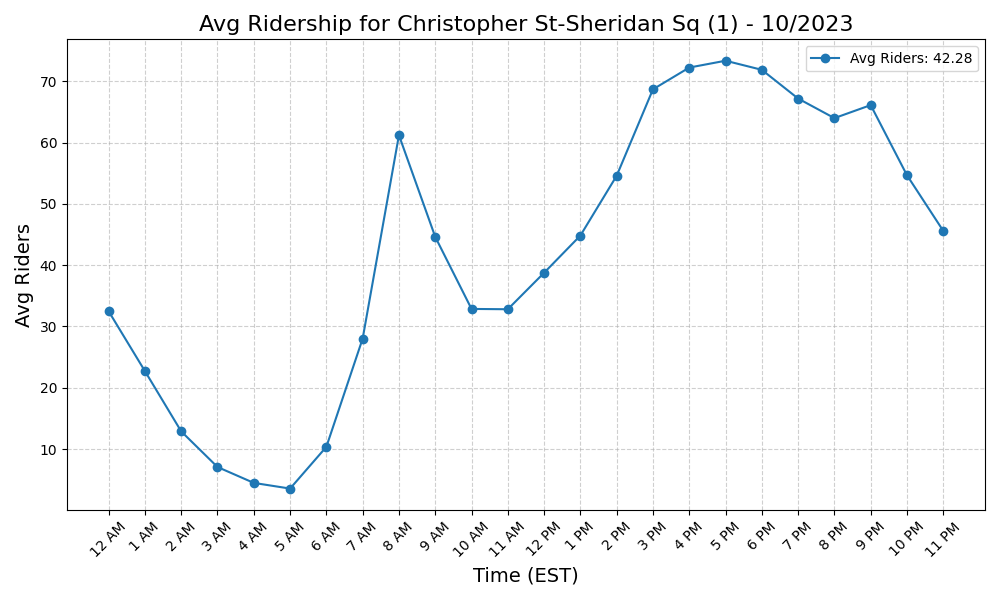 Avg Ridership for Christopher St-Sheridan Sq (1) - 10/2023
Avg Riders: 42.28
Avg Riders
70
60
50
40
30
20
10
12 AM
1 AM
2 AM
3 AM
4 AM
5 AM
6 AM
7 AM
8 AM
9 AM
10 AM
11 AM
12 PM
1 PM
2 PM
3 PM
4 PM
5 PM
6 PM
7 PM
8 PM
9 PM
10 PM
11 PM
Time (EST)